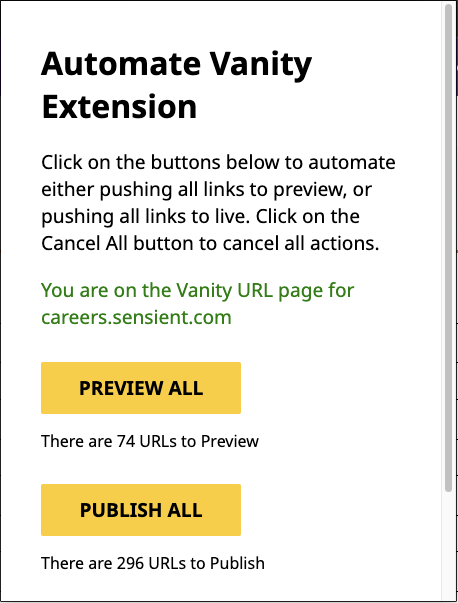 Automate Vanity
Extension
Click on the buttons below to automate
either pushing all links to preview, or
pushing all links to live. Click on the
Cancel All button to cancel all actions.
You are on the Vanity URL page for
careers.sensient.com
PREVIEW ALL
There are 74 URLs to Preview
PUBLISH ALL
There are 296 URLs to Publish